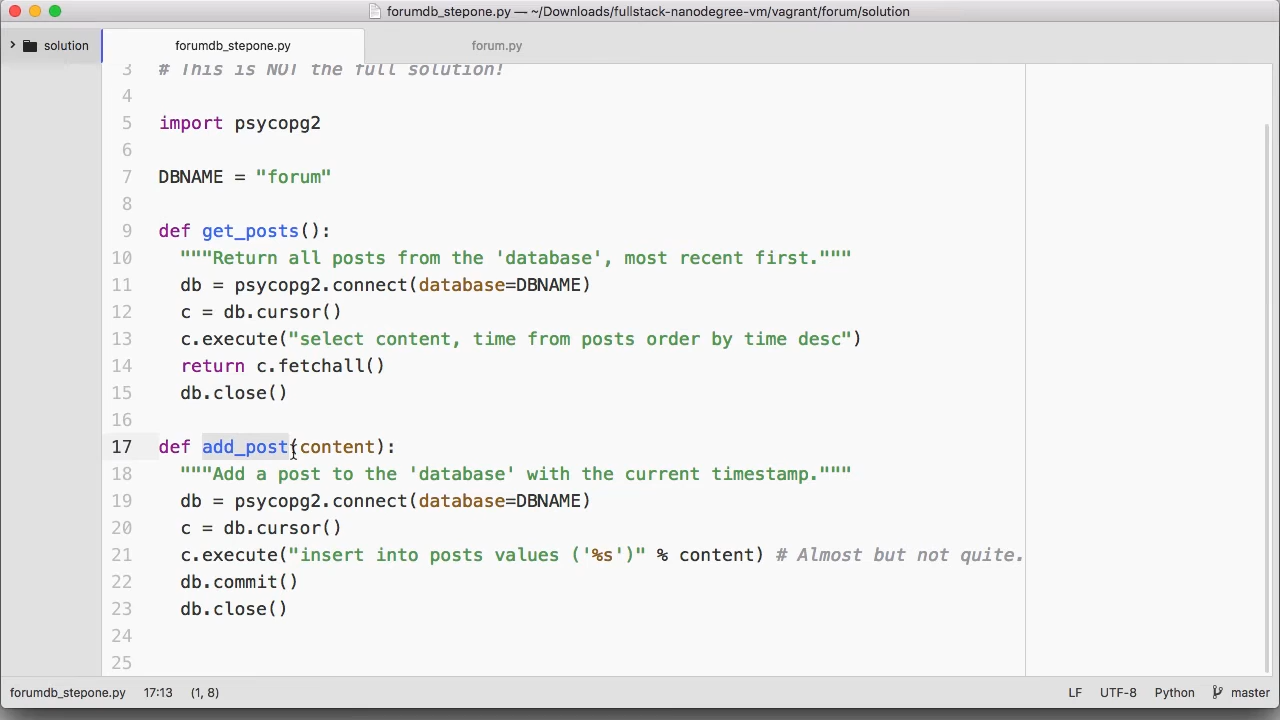 forumdb_stepone.py — ~/Downloads/fullstack-nanodegree-vm/vagrant/forum/solution
solution
forumdb_stepone.py
forum.py
3 # This is NOT the full solution!
4
5 import psycopg2
6
7 DBNAME = "forum"
8
9 def get_posts():
10 """Return all posts from the 'database', most recent first."""
11 db = psycopg2.connect(database=DBNAME)
12 c = db.cursor()
13 c.execute("select content, time from posts order by time desc")
14 return c.fetchall()
15 db.close()
16
17 def add_post(content):
18 """Add a post to the 'database' with the current timestamp."""
19 db = psycopg2.connect(database=DBNAME)
20 c = db.cursor()
21 c.execute("insert into posts values ('%s')" % content) # Almost but not quite.
22 db.commit()
23 db.close()
24
25
forumdb_stepone.py 17:13 (1, 8) LF UTF-8 Python master